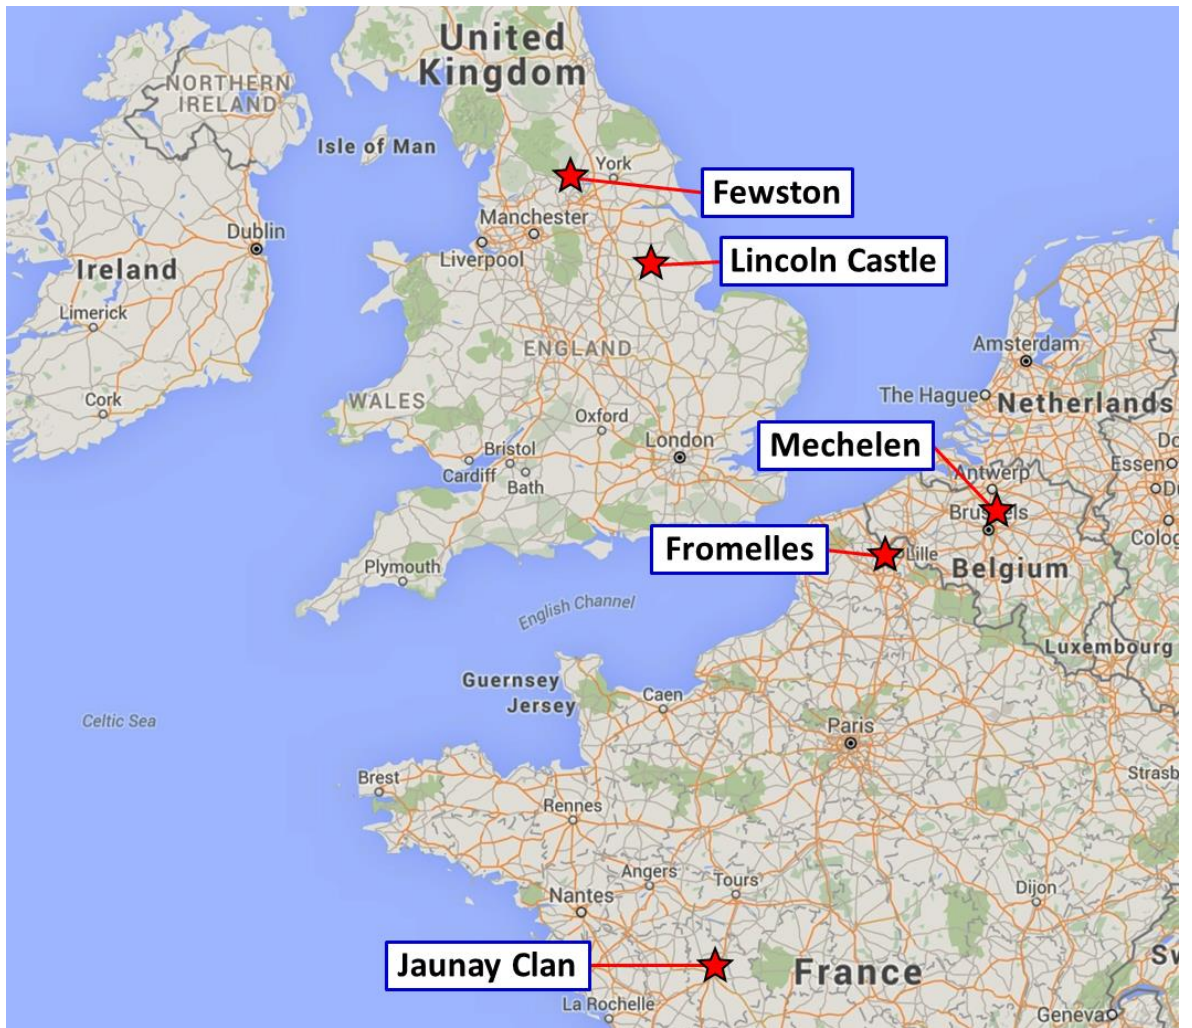 United
Kingdom
NORTHERN
IRELAND
Isle of Man
York
Fewston
Manchester
Dublin
Liverpool
Lincoln Castle
Ireland
Limerick
ENGLAND
Amsterdam
WALES
Cork
The Hague
Netherlands
Oxford
London
Mechelen
Bristol
Cardiff
Bath
Antwerp
Essen
Brussels
Fromelles
Lille
Belgium
Plymouth
English Channel
Luxembourg
Guernsey
Jersey
Caen
Celtic Sea
Paris
Brest
Strasb
Rennes
Angers
Tours
Dijon
Nantes
Jaunay Clan
France
La Rochelle
Geneva